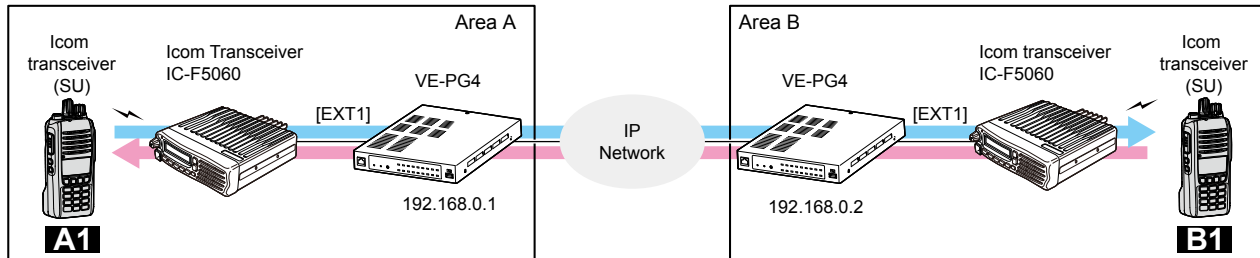 Area A
Icom
transceiver
(SU)
Icom Transceiver
IC-F5060
[EXT1]
VE-PG4
192.168.0.1
A1
IP
Network
Area B
VE-PG4
192.168.0.2
[EXT1]
Icom transceiver
IC-F5060
Icom
transceiver
(SU)
B1